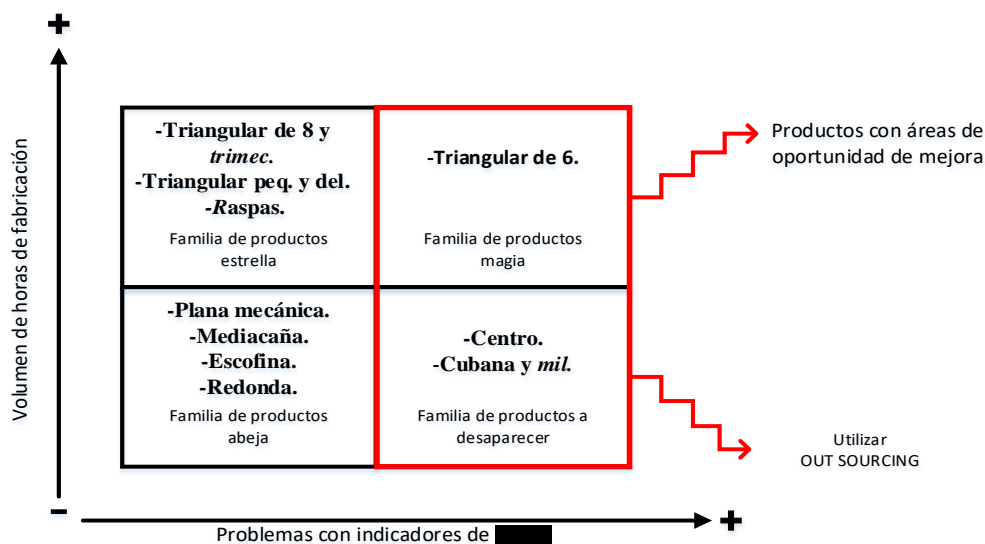 +
Volumen de horas de fabricación
-Triangular de 8 y
trimec.
-Triangular peq. y del.
-Raspas.
Familia de productos
estrella
-Triangular de 6.
Familia de productos
magia
Productos con áreas de
oportunidad de mejora
-Plana mecánica.
-Mediacaña.
-Escofina.
-Redonda.
Familia de productos
abeja
-Centro.
-Cubana y mil.
Familia de productos a
desaparecer
Utilizar
OUT SOURCING
–
+
Problemas con indicadores de